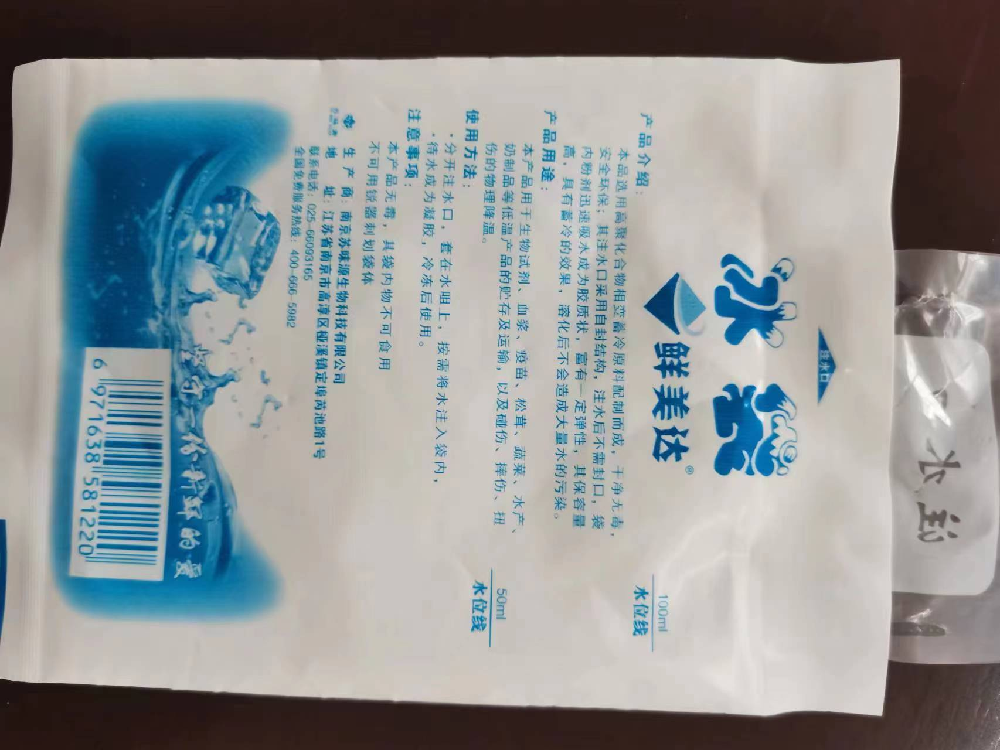 注水口
冰袋
鲜美达®
产品介绍：
本品选用高聚化合物相变蓄冷原料配制而成，干净无毒，
安全环保；其注水口采用自封结构，注水后不需封口，袋
内粉剂迅速吸水成为胶质状，富有一定弹性，其保容量
高，具有蓄冷的效果，溶化后不会造成大量水的污染。
100ml
水位线
产品用途：
本产品用于生物试剂、血浆、疫苗、松茸、蔬菜、水产、
奶制品等低温产品的贮存及运输，以及碰伤、摔伤、扭
伤的物理降温。
50ml
水位线
使用方法：
·分开注水口，套在水咀上，按需将水注入袋内，
·待水成为凝胶，冷冻后使用。
注意事项：
本产品无毒，其袋内物不可食用
不可用锐器刺划袋体
生产商：南京苏味源生物科技有限公司
地址：江苏省南京市高淳区桠溪镇定埠芮池路1号
联系电话：025-66093165
全国免费服务热线：400-666-5982
6 971638 581220